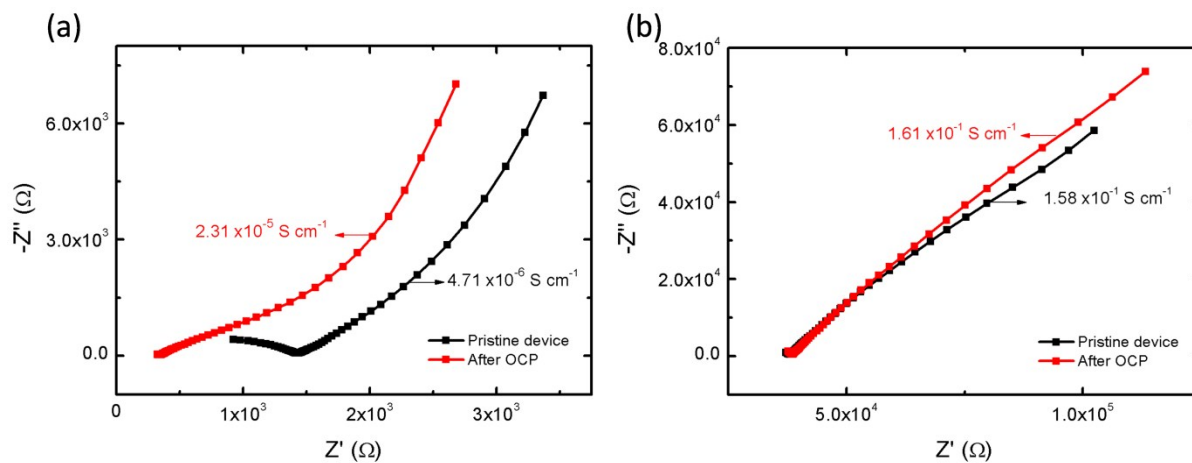 (a)
6.0x10³
3.0x10³
0.0
-Z'' (Ω)
2.31 x10⁻⁵ S cm⁻¹
4.71 x10⁻⁶ S cm⁻¹
Pristine device
After OCP
0
1x10³
2x10³
3x10³
Z' (Ω)
(b)
8.0x10⁴
6.0x10⁴
4.0x10⁴
2.0x10⁴
0.0
-Z'' (Ω)
1.61 x10⁻¹ S cm⁻¹
1.58 x10⁻¹ S cm⁻¹
Pristine device
After OCP
5.0x10⁴
1.0x10⁵
Z' (Ω)